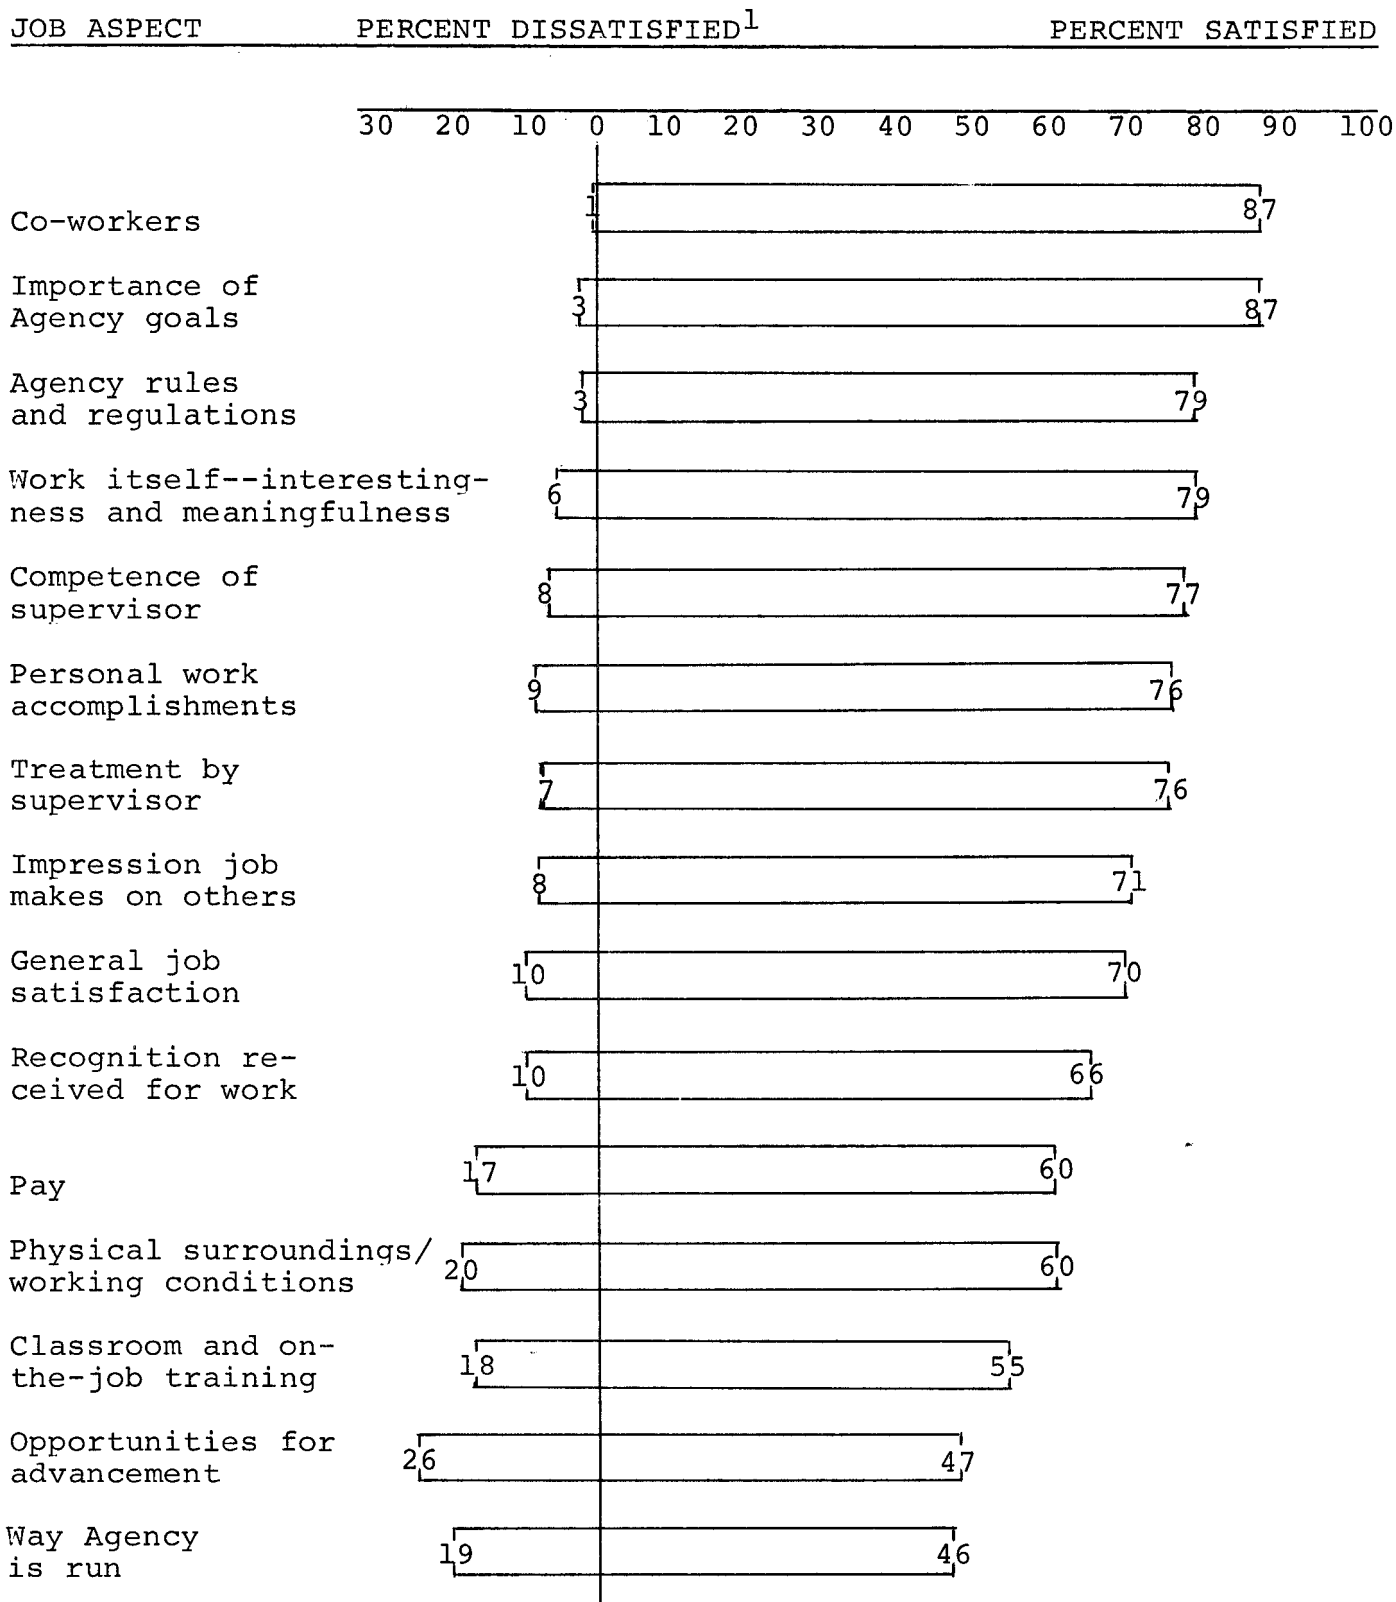 JOB ASPECT PERCENT DISSATISFIED1 PERCENT SATISFIED
30 20 10 0 10 20 30 40 50 60 70 80 90 100
Co-workers 1 87
Importance of
Agency goals 3 87
Agency rules
and regulations 3 79
Work itself--interesting-
ness and meaningfulness 6 79
Competence of
supervisor 8 77
Personal work
accomplishments 9 76
Treatment by
supervisor 7 76
Impression job
makes on others 8 71
General job
satisfaction 10 70
Recognition re-
ceived for work 10 66
Pay 17 60
Physical surroundings/
working conditions 20 60
Classroom and on-
the-job training 18 55
Opportunities for
advancement 26 47
Way Agency
is run 19 46